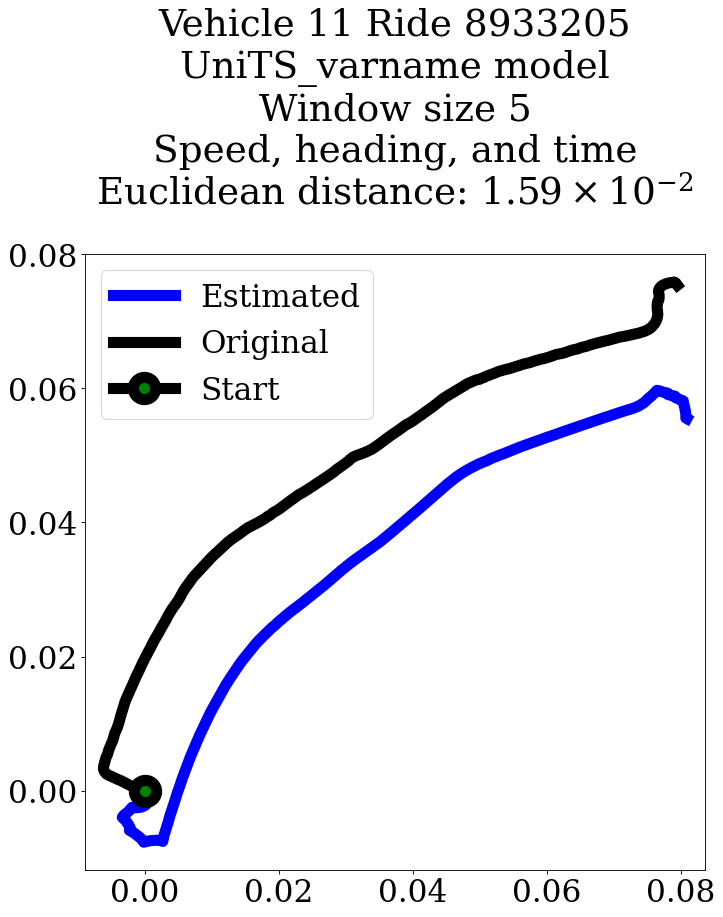 Vehicle 11 Ride 8933205
UniTS_varname model
Window size 5
Speed, heading, and time
Euclidean distance: 1.59 × 10⁻²
0.08
0.06
0.04
0.02
0.00
Estimated
Original
Start
0.00 0.02 0.04 0.06 0.08